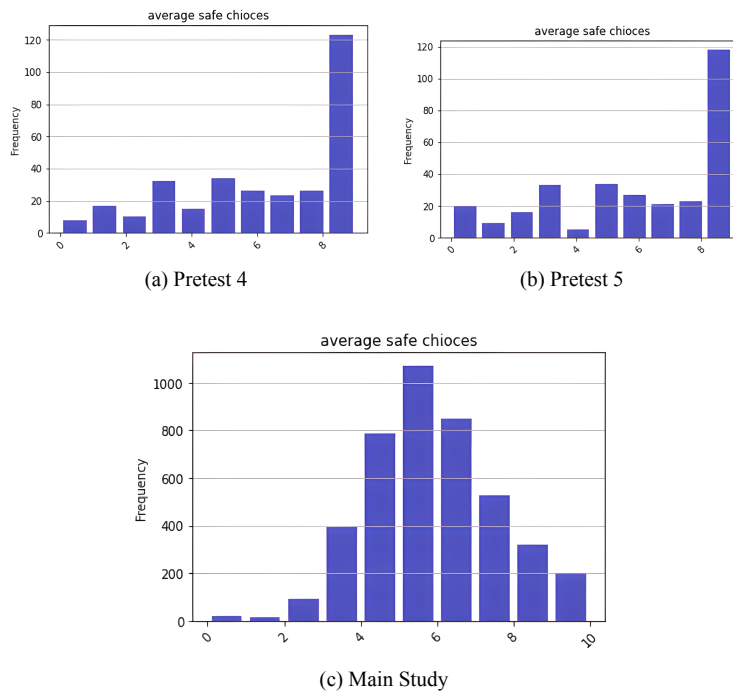 average safe chioces
Frequency
120
100
80
60
40
20
0
0 2 4 6 8
(a) Pretest 4
average safe chioces
Frequency
120
100
80
60
40
20
0
0 2 4 6 8
(b) Pretest 5
average safe chioces
Frequency
1000
800
600
400
200
0
0 2 4 6 8 10
(c) Main Study